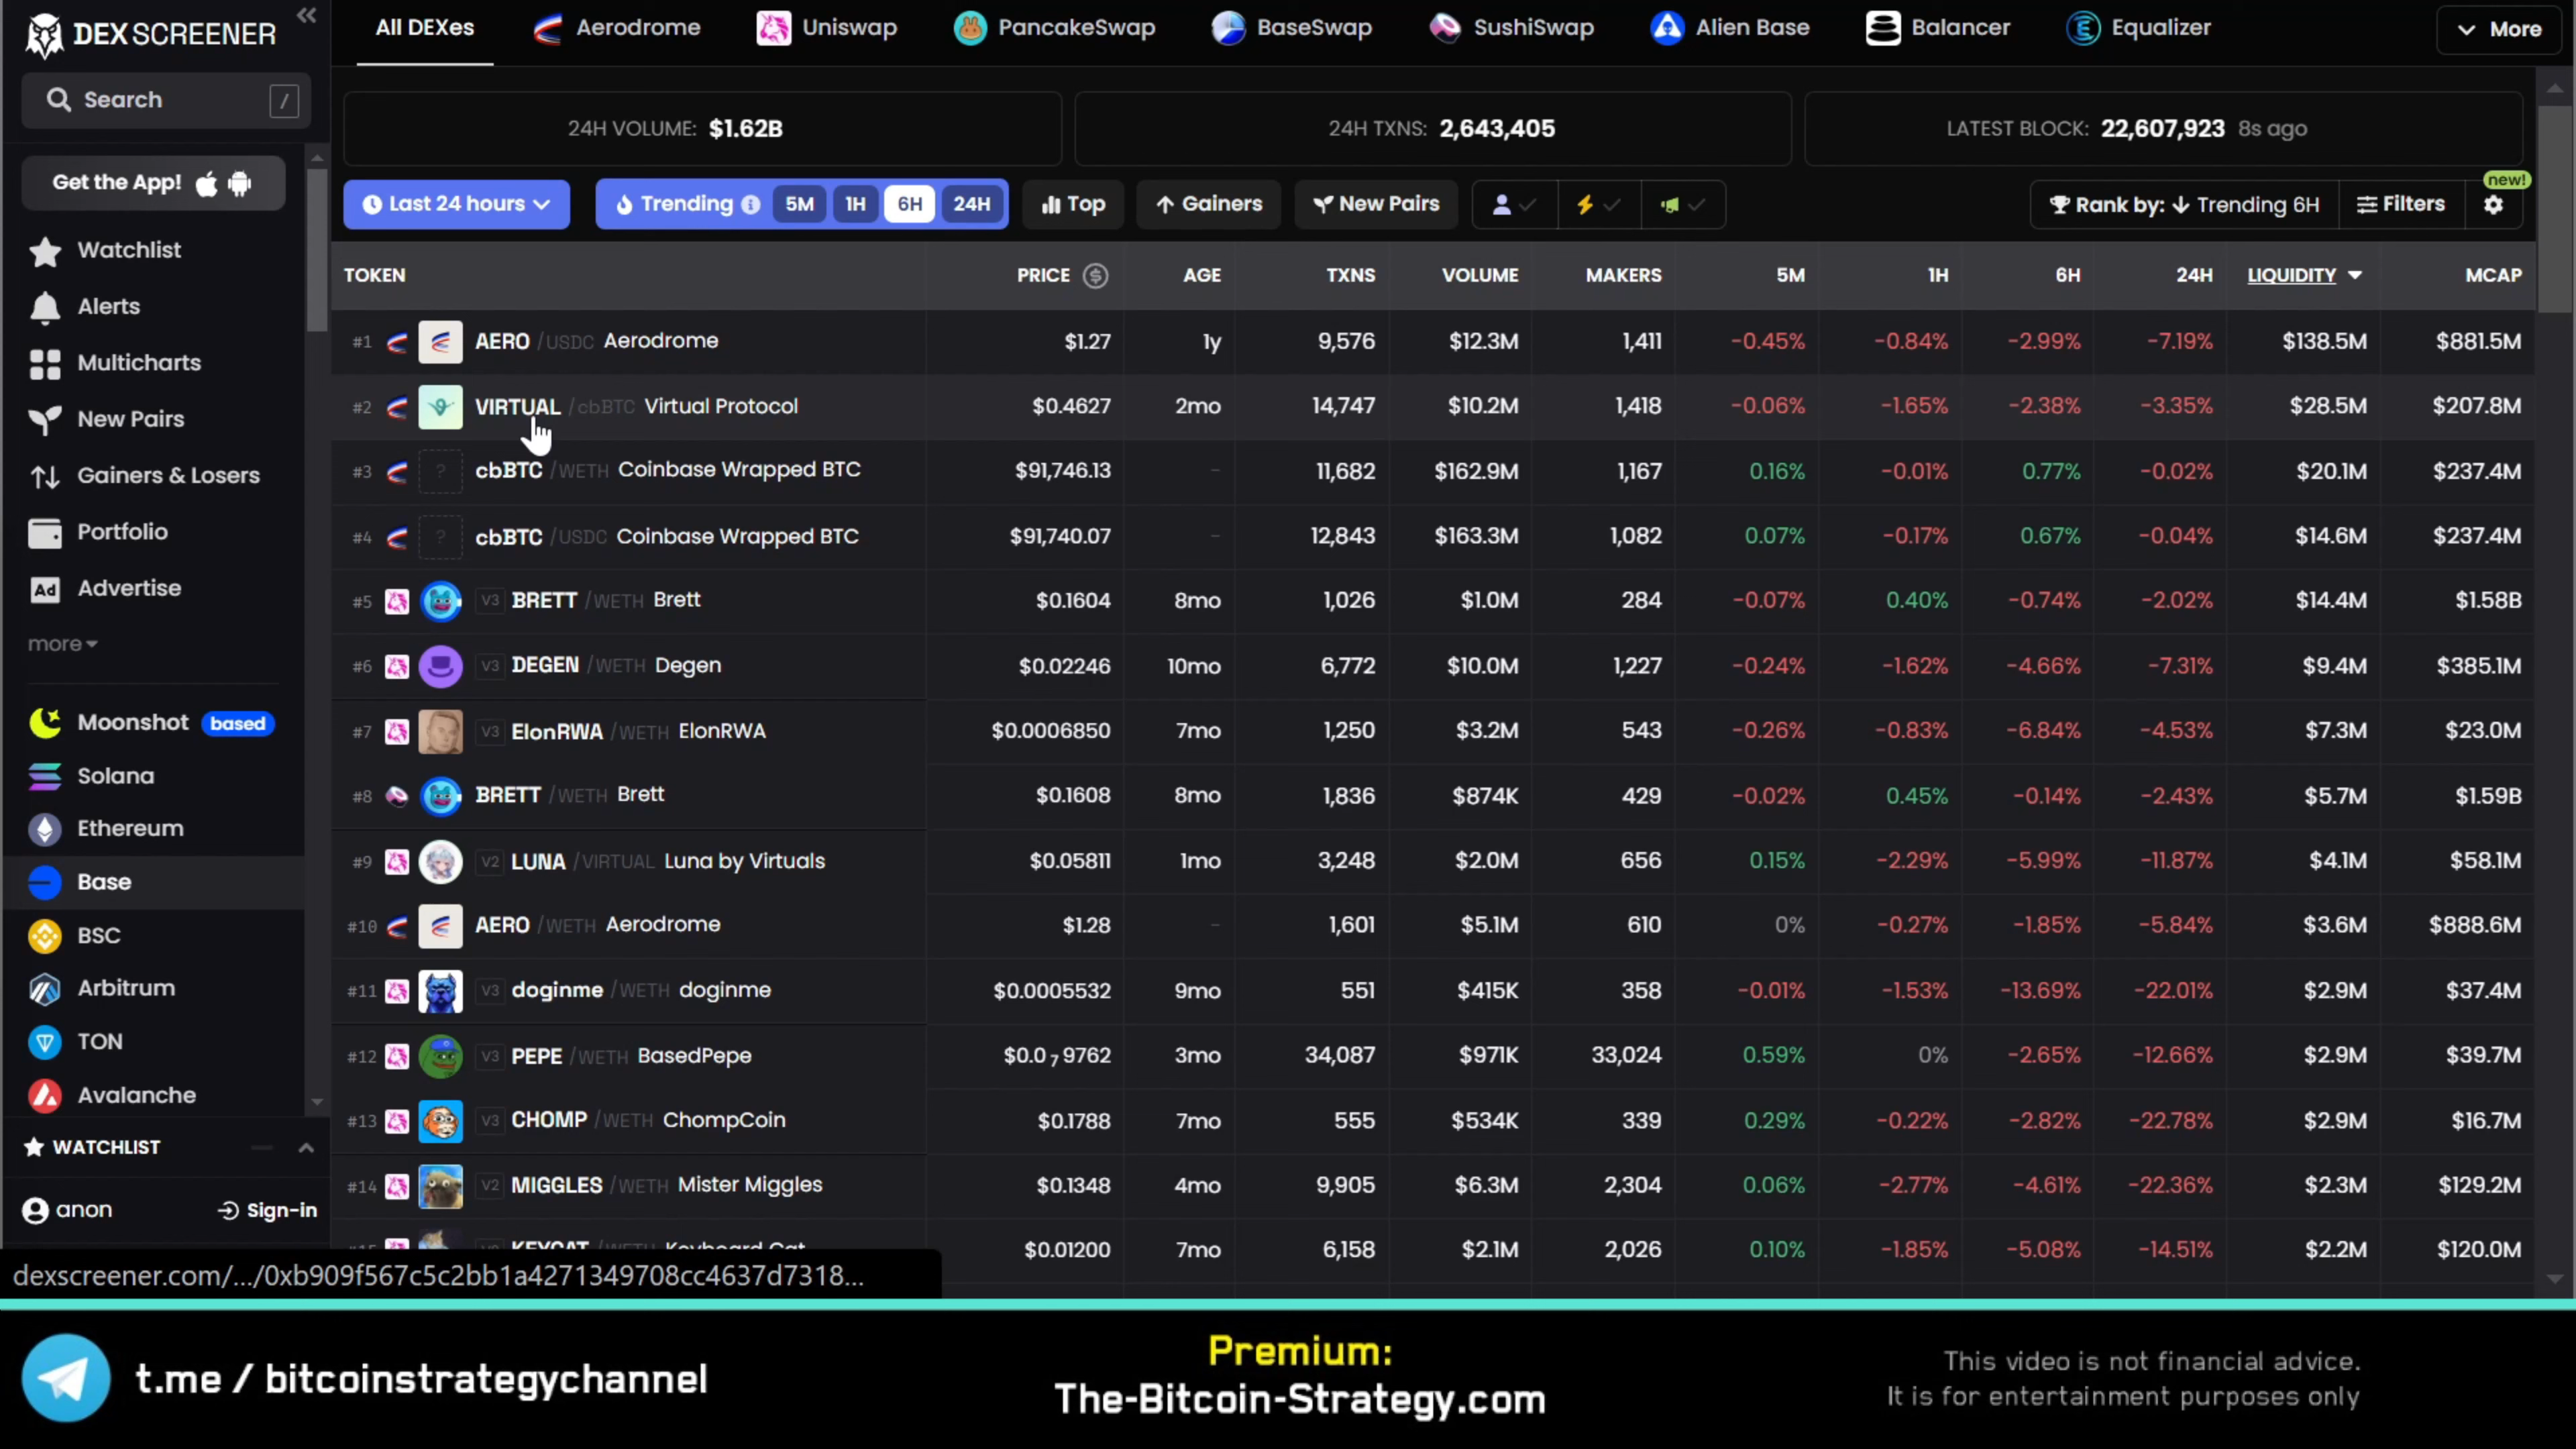 DEX SCREENER
Search /
Get the App!
Watchlist
Alerts
Multicharts
New Pairs
Gainers & Losers
Portfolio
Ad Advertise
more
Moonshot based
Solana
Ethereum
Base
BSC
Arbitrum
TON
Avalanche
WATCHLIST
anon Sign-in
All DEXes Aerodrome Uniswap PancakeSwap BaseSwap SushiSwap Alien Base Balancer Equalizer More
24H VOLUME: $1.62B 24H TXNS: 2,643,405 LATEST BLOCK: 22,607,923 8s ago
new!
Last 24 hours Trending 5M 1H 6H 24H Top Gainers New Pairs Rank by: Trending 6H Filters
TOKEN PRICE AGE TXNS VOLUME MAKERS 5M 1H 6H 24H LIQUIDITY MCAP
#1 AERO /USDC Aerodrome $1.27 1y 9,576 $12.3M 1,411 -0.45% -0.84% -2.99% -7.19% $138.5M $881.5M
#2 VIRTUAL /cbBTC Virtual Protocol $0.4627 2mo 14,747 $10.2M 1,418 -0.06% -1.65% -2.38% -3.35% $28.5M $207.8M
#3 ? cbBTC /WETH Coinbase Wrapped BTC $91,746.13 - 11,682 $162.9M 1,167 0.16% -0.01% 0.77% -0.02% $20.1M $237.4M
#4 ? cbBTC /USDC Coinbase Wrapped BTC $91,740.07 - 12,843 $163.3M 1,082 0.07% -0.17% 0.67% -0.04% $14.6M $237.4M
#5 V3 BRETT /WETH Brett $0.1604 8mo 1,026 $1.0M 284 -0.07% 0.40% -0.74% -2.02% $14.4M $1.58B
#6 V3 DEGEN /WETH Degen $0.02246 10mo 6,772 $10.0M 1,227 -0.24% -1.62% -4.66% -7.31% $9.4M $385.1M
#7 V3 ElonRWA /WETH ElonRWA $0.0006850 7mo 1,250 $3.2M 543 -0.26% -0.83% -6.84% -4.53% $7.3M $23.0M
#8 BRETT /WETH Brett $0.1608 8mo 1,836 $874K 429 -0.02% 0.45% -0.14% -2.43% $5.7M $1.59B
#9 V2 LUNA /VIRTUAL Luna by Virtuals $0.05811 1mo 3,248 $2.0M 656 0.15% -2.29% -5.99% -11.87% $4.1M $58.1M
#10 AERO /WETH Aerodrome $1.28 - 1,601 $5.1M 610 0% -0.27% -1.85% -5.84% $3.6M $888.6M
#11 V3 doginme /WETH doginme $0.0005532 9mo 551 $415K 358 -0.01% -1.53% -13.69% -22.01% $2.9M $37.4M
#12 V3 PEPE /WETH BasedPepe $0.0₇9762 3mo 34,087 $971K 33,024 0.59% 0% -2.65% -12.66% $2.9M $39.7M
#13 V3 CHOMP /WETH ChompCoin $0.1788 7mo 555 $534K 339 0.29% -0.22% -2.82% -22.78% $2.9M $16.7M
#14 V2 MIGGLES /WETH Mister Miggles $0.1348 4mo 9,905 $6.3M 2,304 0.06% -2.77% -4.61% -22.36% $2.3M $129.2M
#15 KEYCAT /WETH Keyboard Cat $0.01200 7mo 6,158 $2.1M 2,026 0.10% -1.85% -5.08% -14.51% $2.2M $120.0M
dexscreener.com/.../0xb909f567c5c2bb1a4271349708cc4637d7318...
t.me / bitcoinstrategychannel
Premium:
The-Bitcoin-Strategy.com
This video is not financial advice.
It is for entertainment purposes only